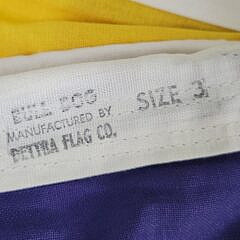 BULL DOG SIZE 3
MANUFACTURED BY
DETTRA FLAG CO.